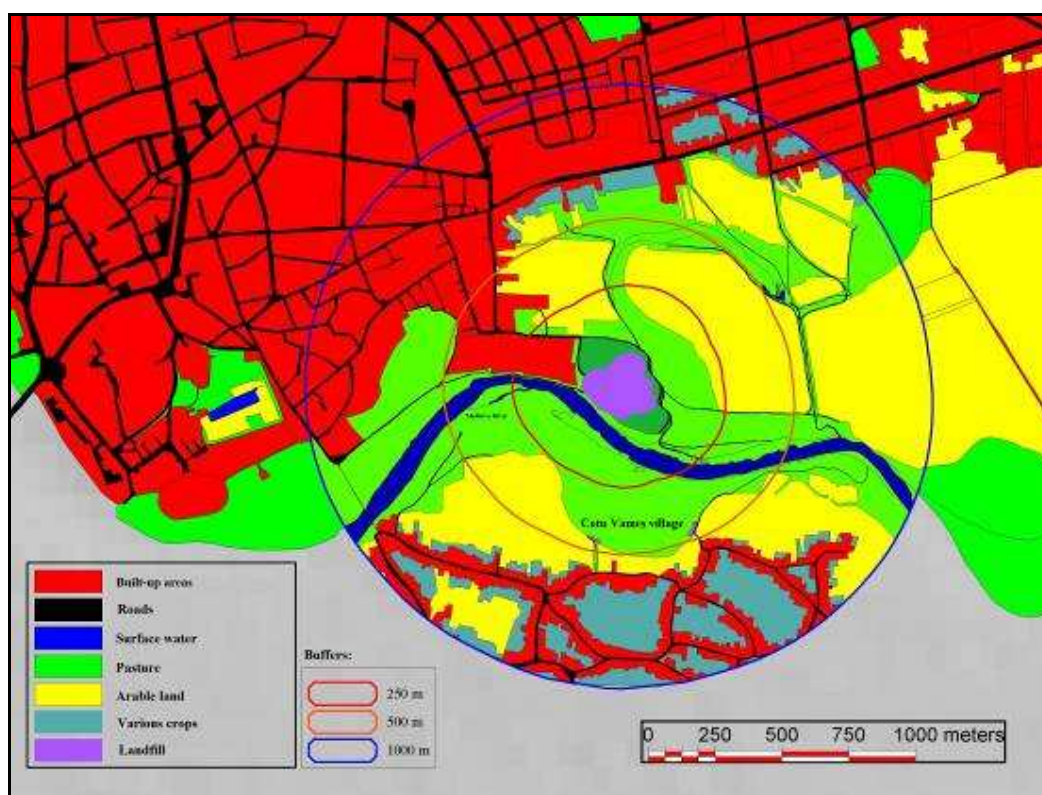 Cotu Vames village
Built-up areas
Roads
Surface water
Pasture
Arable land
Various crops
Landfill
Buffers:
250 m
500 m
1000 m
0 250 500 750 1000 meters